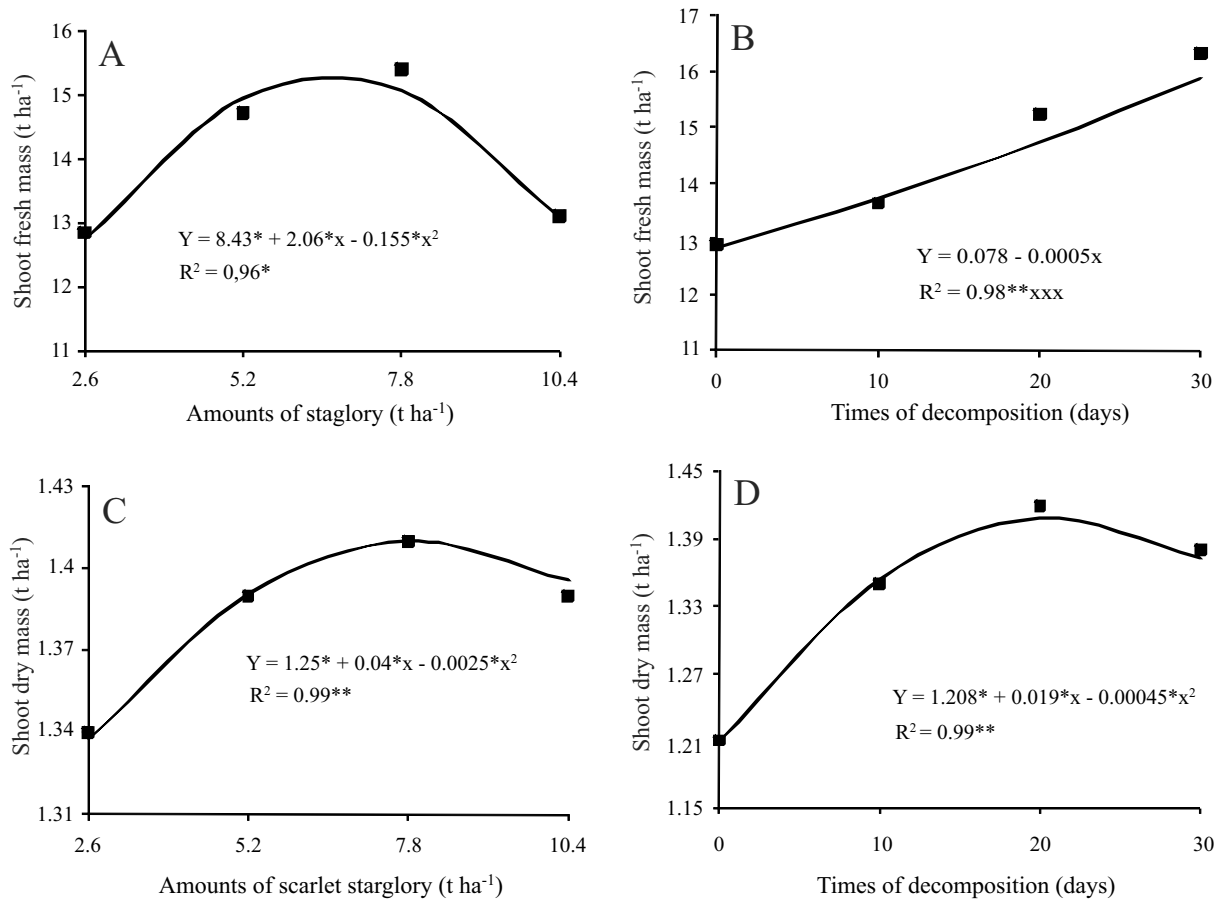 A
Shoot fresh mass (t ha-1)
16
15
14
13
12
11
Y = 8.43* + 2.06*x - 0.155*x2
R2 = 0,96*
2.6 5.2 7.8 10.4
Amounts of staglory (t ha-1)
B
Shoot fresh mass (t ha-1)
17
16
15
14
13
12
11
Y = 0.078 - 0.0005x
R2 = 0.98**xxx
0 10 20 30
Times of decomposition (days)
C
Shoot dry mass (t ha-1)
1.43
1.4
1.37
1.34
1.31
Y = 1.25* + 0.04*x - 0.0025*x2
R2 = 0.99**
2.6 5.2 7.8 10.4
Amounts of scarlet starglory (t ha-1)
D
Shoot dry mass (t ha-1)
1.45
1.39
1.33
1.27
1.21
1.15
Y = 1.208* + 0.019*x - 0.00045*x2
R2 = 0.99**
0 10 20 30
Times of decomposition (days)